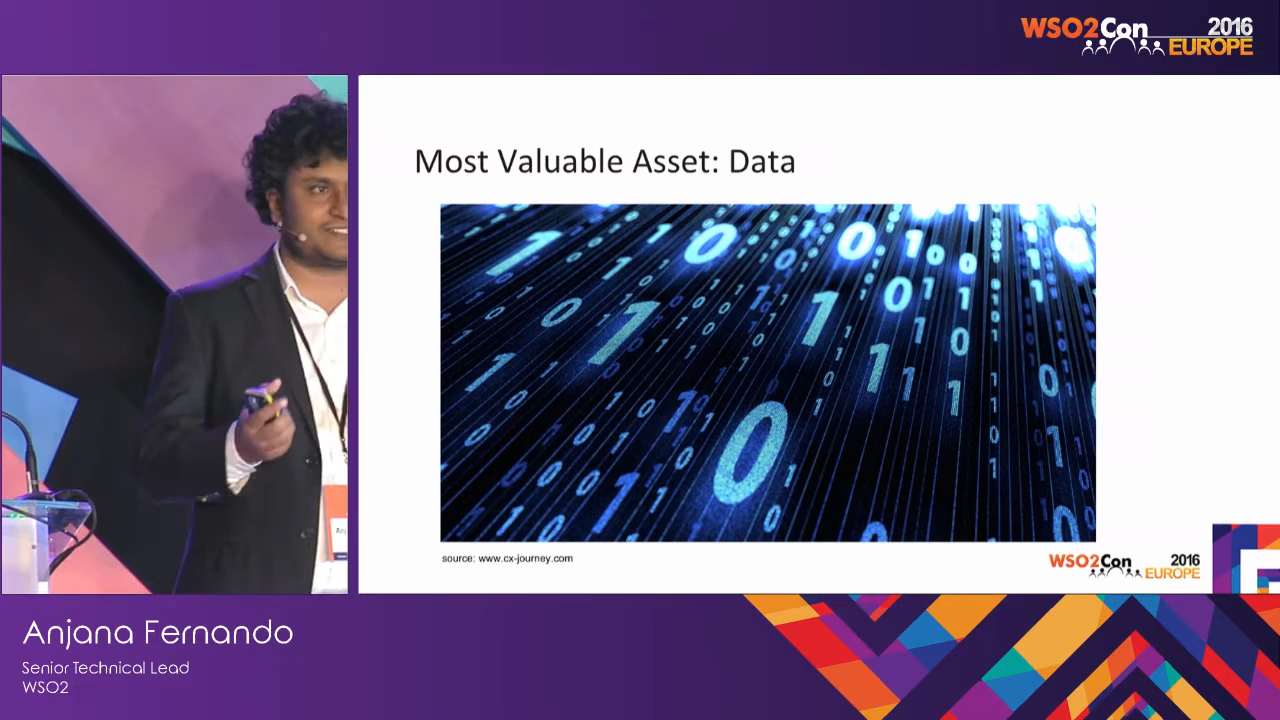 WSO2Con 2016
EUROPE
Most Valuable Asset: Data
source: www.cx-journey.com
WSO2Con 2016
EUROPE
Anjana Fernando
Senior Technical Lead
WSO2